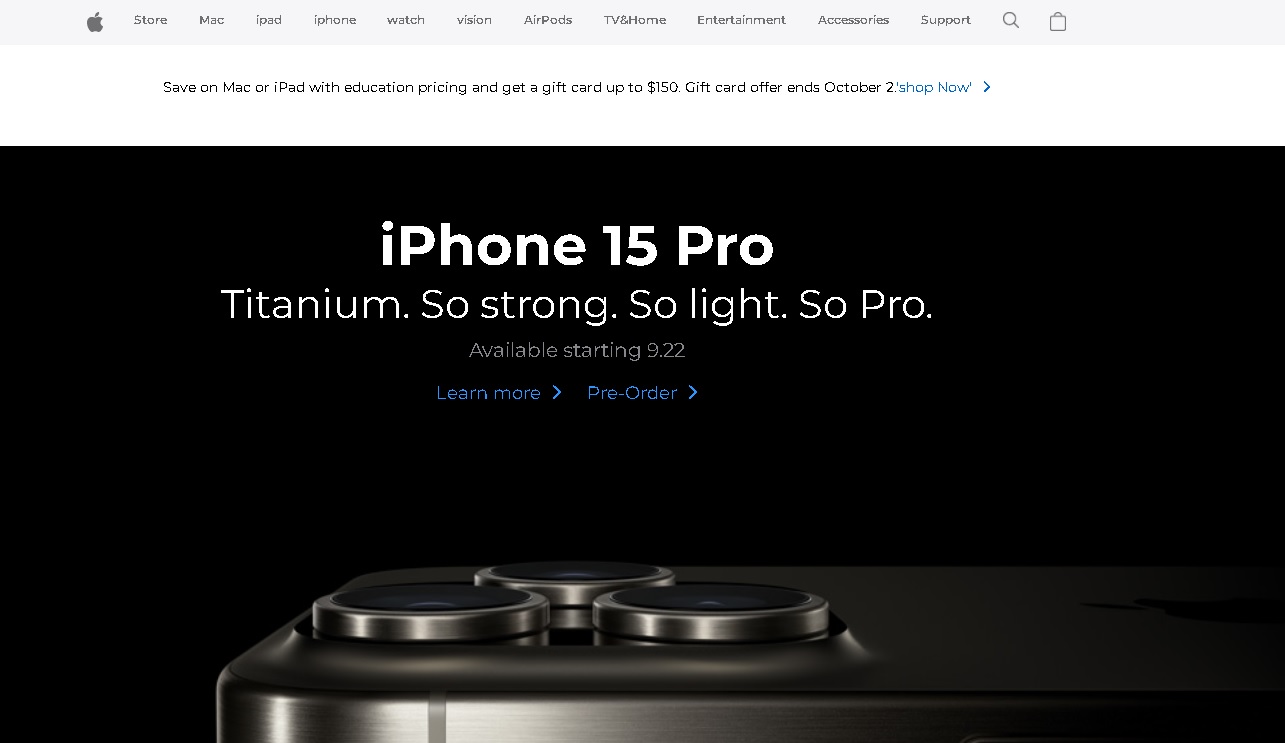 Store Mac ipad iphone watch vision AirPods TV&Home Entertainment Accessories Support
Save on Mac or iPad with education pricing and get a gift card up to $150. Gift card offer ends October 2.'shop Now'
iPhone 15 Pro
Titanium. So strong. So light. So Pro.
Available starting 9.22
Learn more Pre-Order